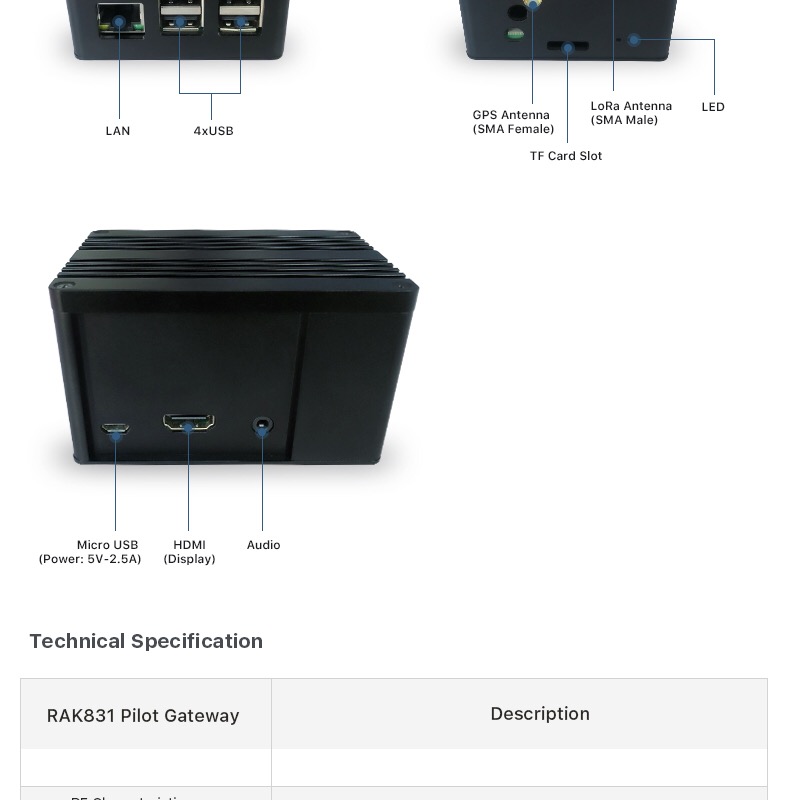 LAN
4xUSB
GPS Antenna
(SMA Female)
LoRa Antenna
(SMA Male)
LED
TF Card Slot
Micro USB
(Power: 5V-2.5A)
HDMI
(Display)
Audio
Technical Specification
RAK831 Pilot Gateway
Description